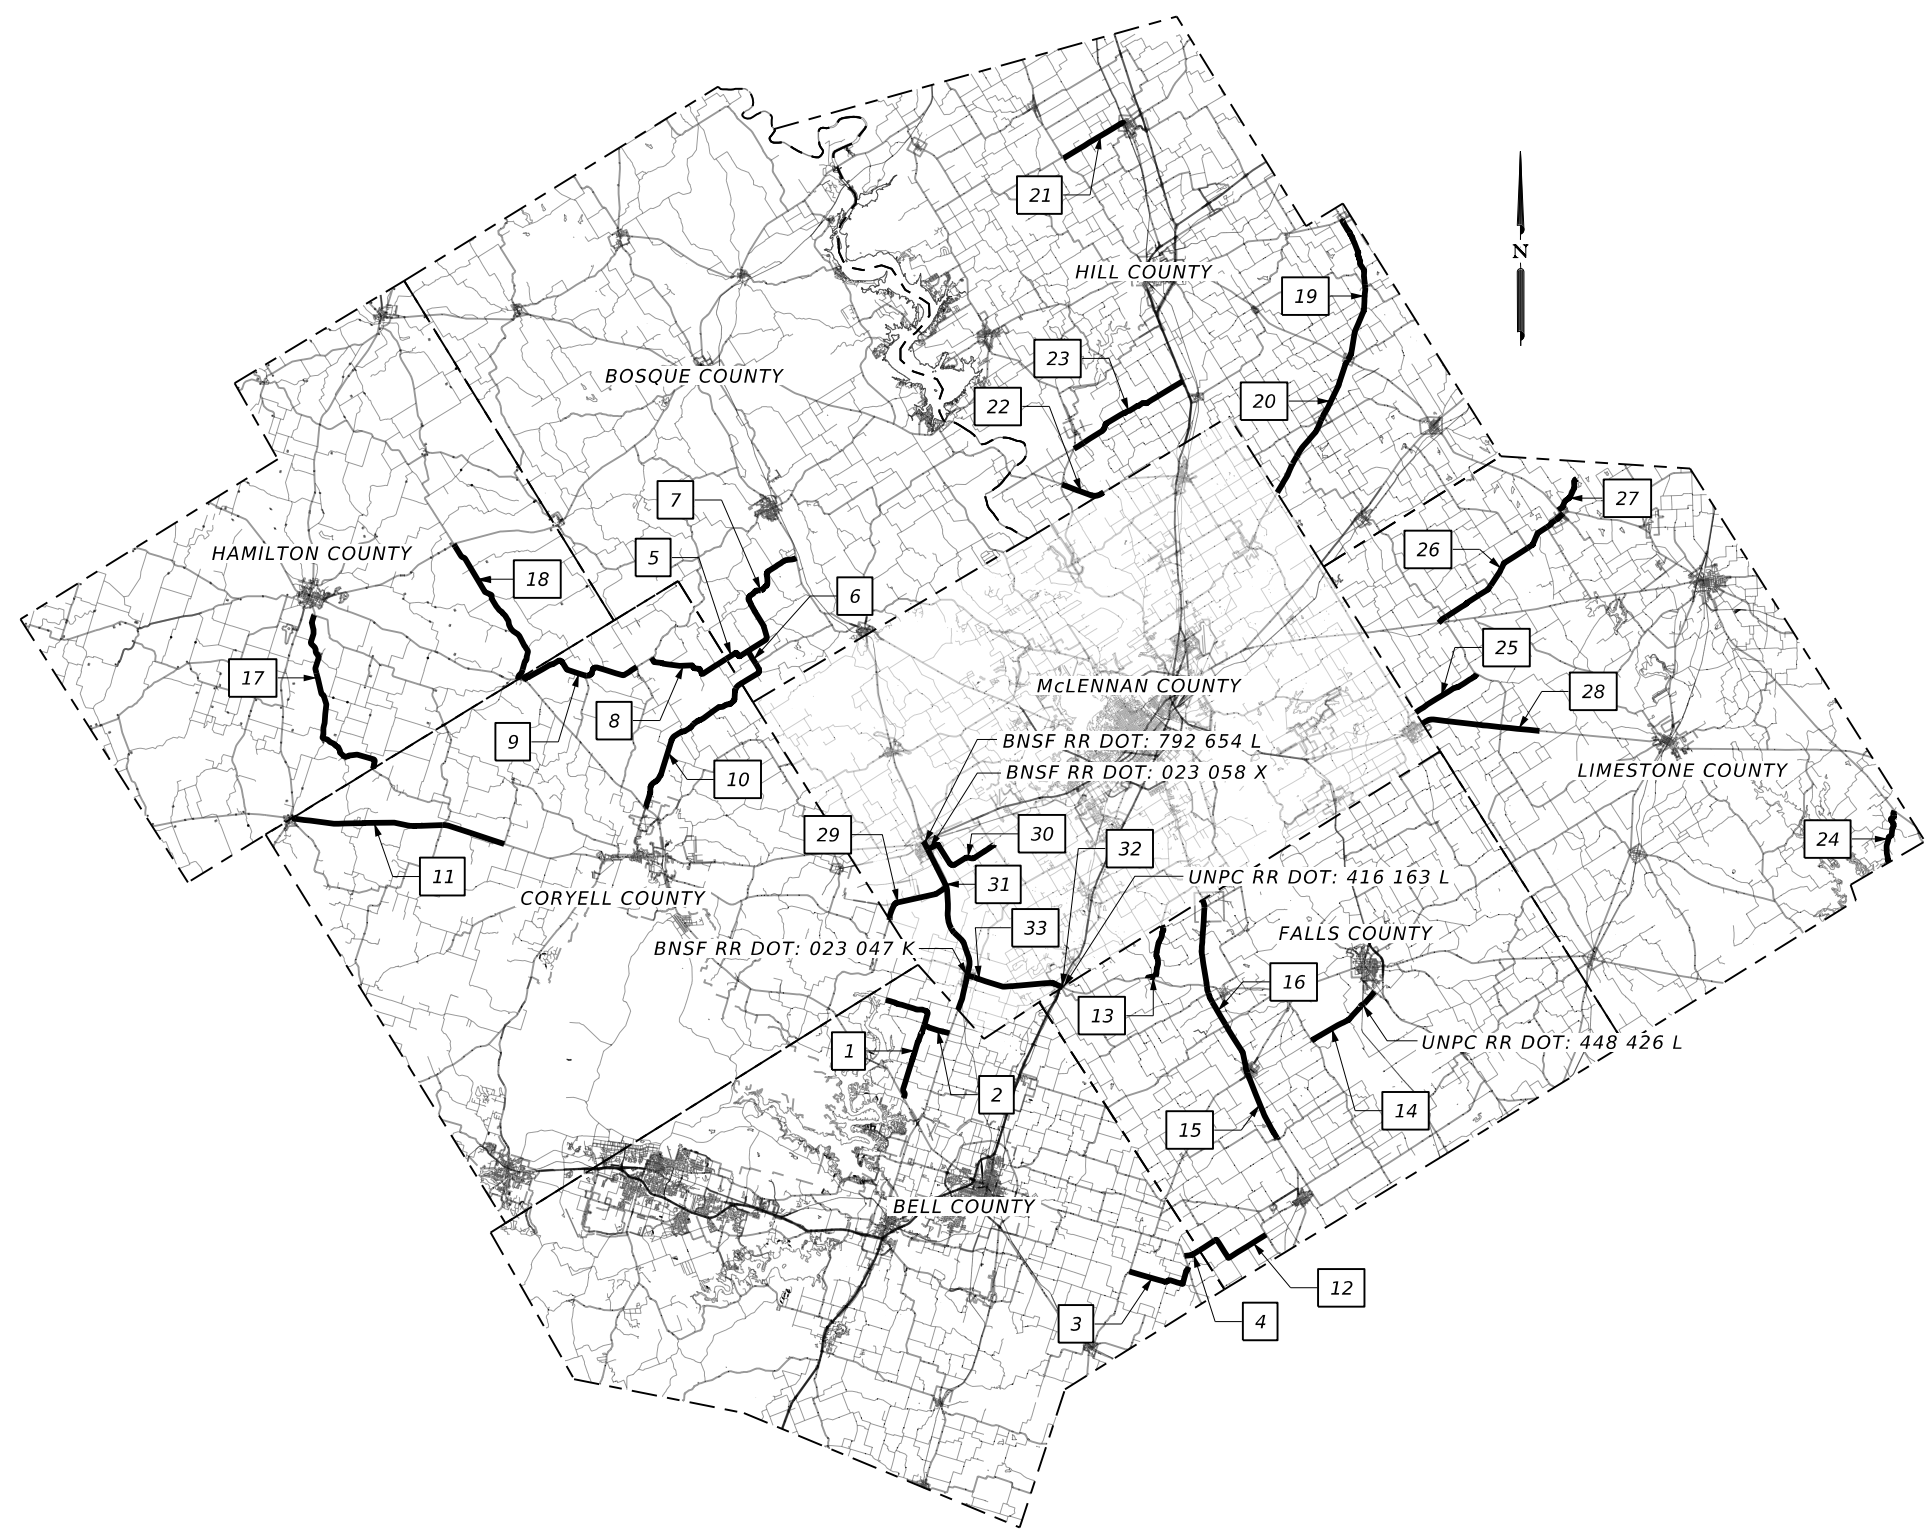 21
N
HILL COUNTY
19
23
BOSQUE COUNTY
20
22
7
27
HAMILTON COUNTY
5
26
18
6
25
17
McLENNAN COUNTY
28
8
9
BNSF RR DOT: 792 654 L
10
BNSF RR DOT: 023 058 X
LIMESTONE COUNTY
29
30
24
32
11
31
UNPC RR DOT: 416 163 L
CORYELL COUNTY
33
FALLS COUNTY
BNSF RR DOT: 023 047 K
16
13
UNPC RR DOT: 448 426 L
1
2
14
15
BELL COUNTY
12
3
4